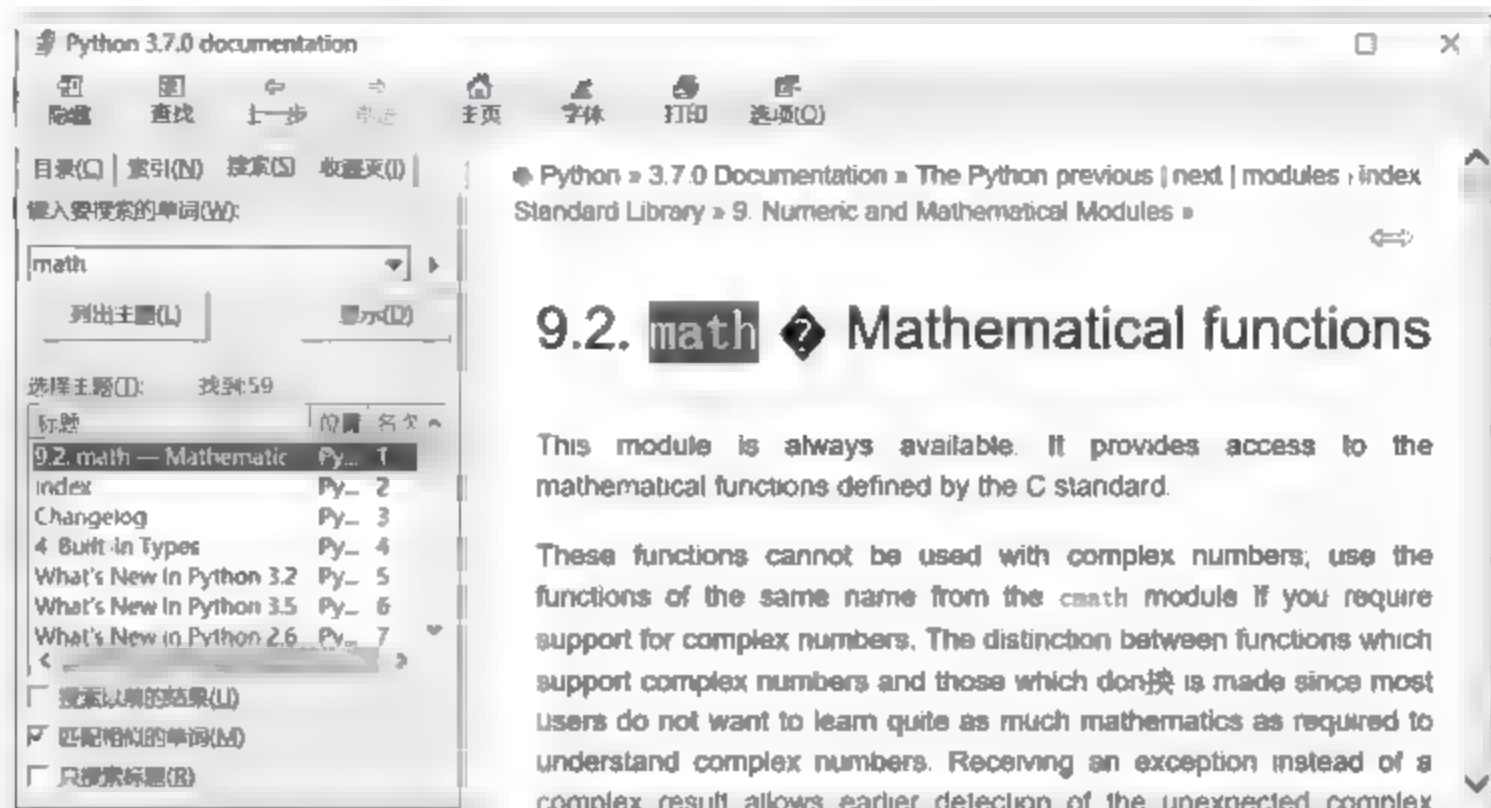 Python 3.7.0 documentation
隐藏 查找 上一步 前进 主页 字体 打印 选项(O)
目录(C) 索引(N) 搜索(S) 收藏夹(I)
键入要搜索的单词(W):
math
列出主题(L) 显示(D)
选择主题(T): 找到:59
标题 位置 名次
9.2. math — Mathematic Py... 1
Index Py... 2
Changelog Py... 3
4. Built-in Types Py... 4
What's New In Python 3.2 Py... 5
What's New In Python 3.5 Py... 6
What's New in Python 2.6 Py... 7
搜索以前的结果(U)
匹配相似的单词(M)
只搜索标题(R)
Python » 3.7.0 Documentation » The Python previous | next | modules | index
Standard Library » 9. Numeric and Mathematical Modules »
9.2. math � Mathematical functions
This module is always available. It provides access to the
mathematical functions defined by the C standard.
These functions cannot be used with complex numbers; use the
functions of the same name from the cmath module if you require
support for complex numbers. The distinction between functions which
support complex numbers and those which don抰 is made since most
users do not want to learn quite as much mathematics as required to
understand complex numbers. Receiving an exception instead of a
complex result allows earlier detection of the unexpected complex